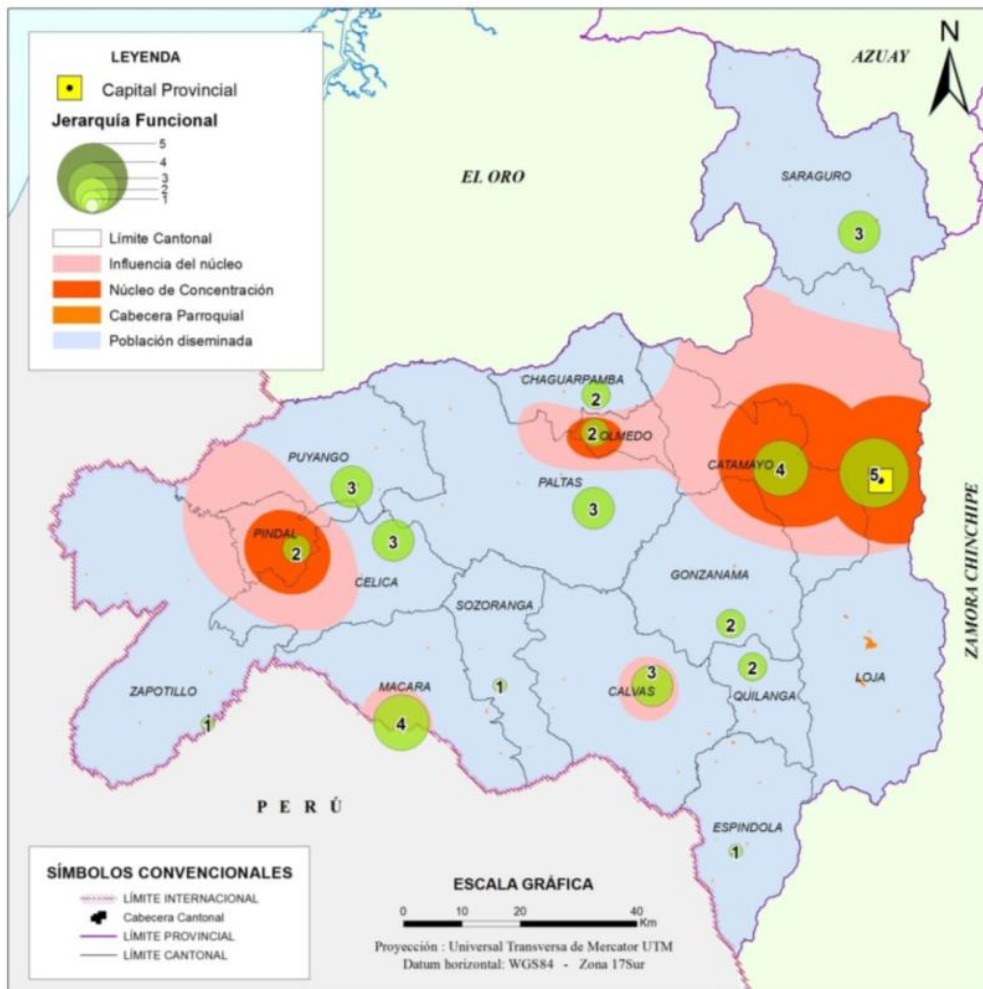 LEYENDA
Capital Provincial
Jerarquía Funcional
5
4
3
2
1
Límite Cantonal
Influencia del núcleo
Núcleo de Concentración
Cabecera Parroquial
Población diseminada
N
AZUAY
EL ORO
SARAGURO
3
CHAGUARPAMBA
2
2
OLMEDO
CATAMAYO
4
5
PUYANGO
3
PALTAS
3
PINDAL
2
3
CELICA
GONZANAMA
2
SOZORANGA
1
ZAMORA CHINCHIPE
ZAPOTILLO
1
MACARA
4
3
CALVAS
2
QUILANGA
LOJA
PERÚ
ESPINDOLA
1
SÍMBOLOS CONVENCIONALES
LÍMITE INTERNACIONAL
Cabecera Cantonal
LÍMITE PROVINCIAL
LÍMITE CANTONAL
ESCALA GRÁFICA
0 10 20 40
Km
Proyección : Universal Transversa de Mercator UTM
Datum horizontal: WGS84 - Zona 17Sur